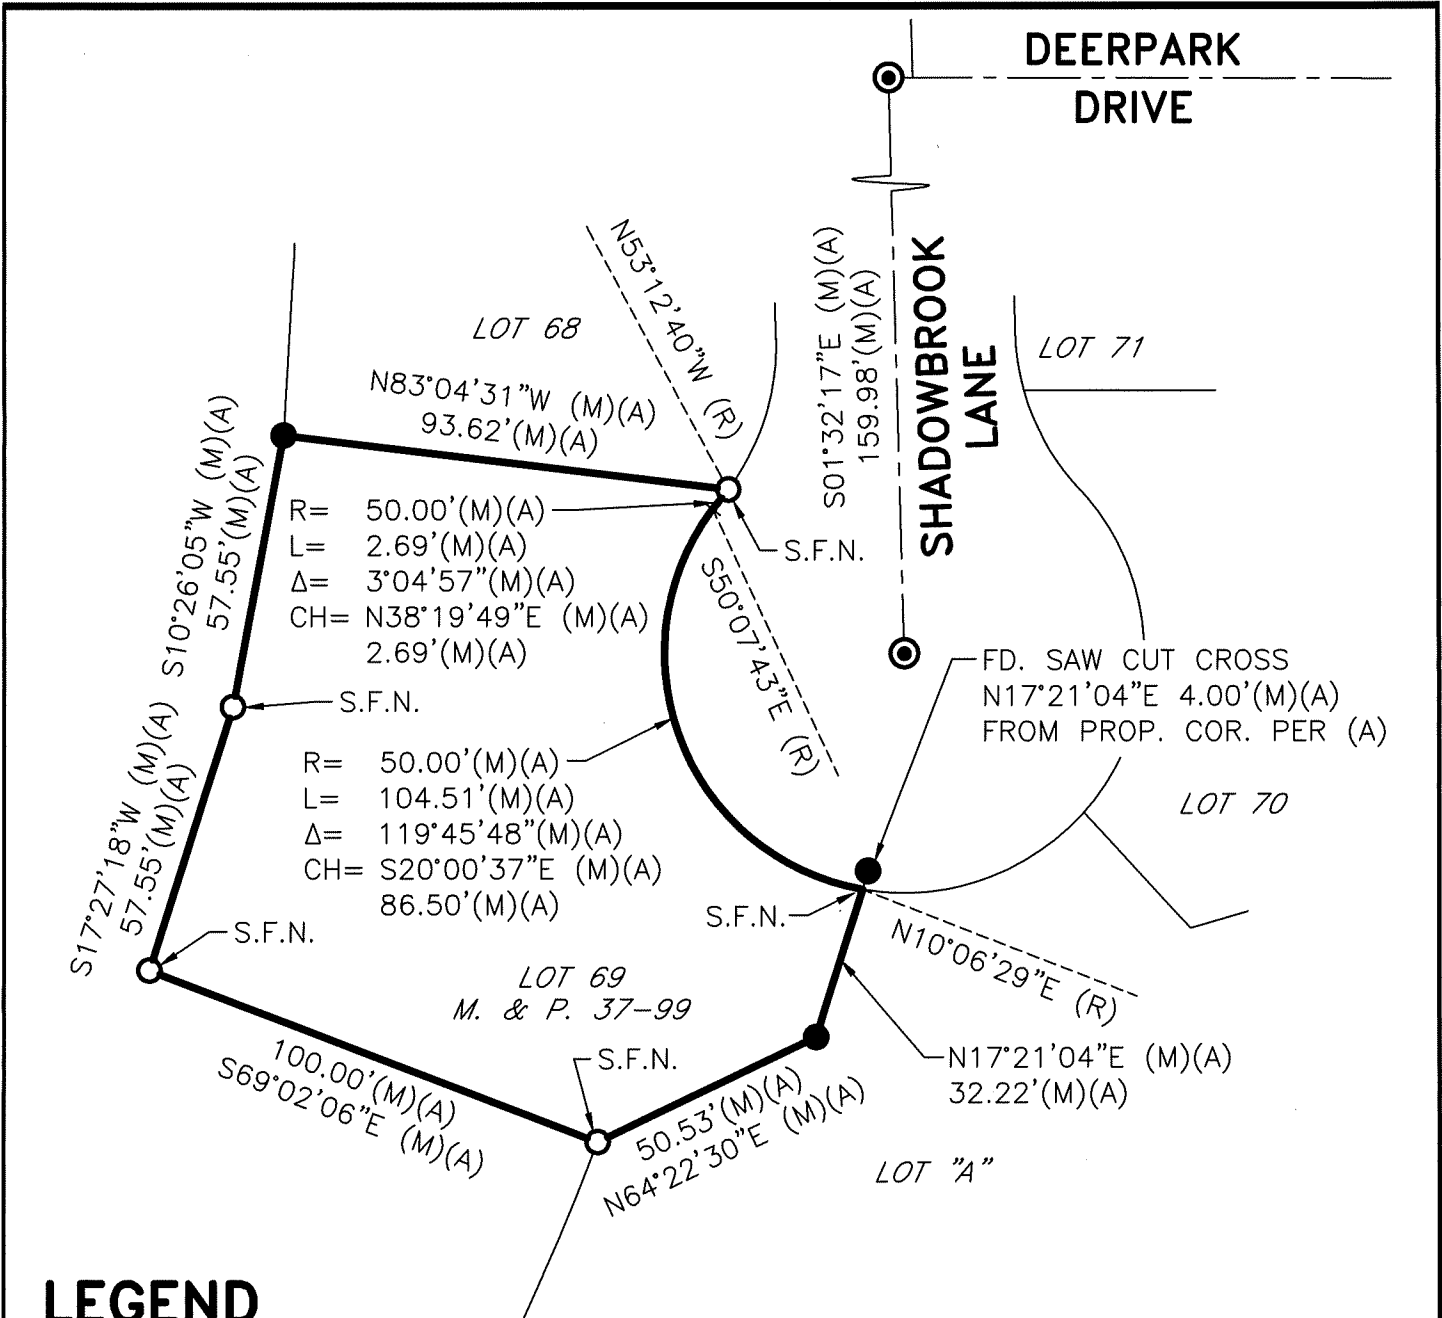 DEERPARK
DRIVE
N53°12'40"W (R)
S01°32'17"E (M)(A)
159.98'(M)(A)
SHADOWBROOK
LANE
LOT 68
LOT 71
N83°04'31"W (M)(A)
93.62'(M)(A)
S10°26'05"W (M)(A)
57.55'(M)(A)
R= 50.00'(M)(A)
L= 2.69'(M)(A)
Δ= 3°04'57"(M)(A)
CH= N38°19'49"E (M)(A)
2.69'(M)(A)
S.F.N.
S50°07'43"E (R)
FD. SAW CUT CROSS
N17°21'04"E 4.00'(M)(A)
FROM PROP. COR. PER (A)
S.F.N.
S17°27'18"W (M)(A)
57.55'(M)(A)
R= 50.00'(M)(A)
L= 104.51'(M)(A)
Δ= 119°45'48"(M)(A)
CH= S20°00'37"E (M)(A)
86.50'(M)(A)
LOT 70
S.F.N.
S.F.N.
N10°06'29"E (R)
LOT 69
M. & P. 37-99
100.00'(M)(A)
S69°02'06"E (M)(A)
S.F.N.
N17°21'04"E (M)(A)
32.22'(M)(A)
50.53'(M)(A)
N64°22'30"E (M)(A)
LOT "A"
LEGEND